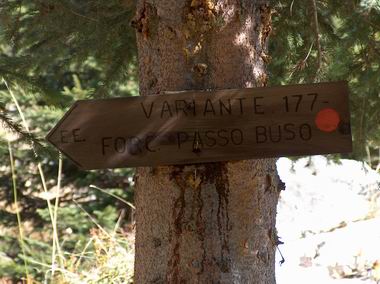 VARIANTE.177-
EE.
FORC. PASSO BUSO